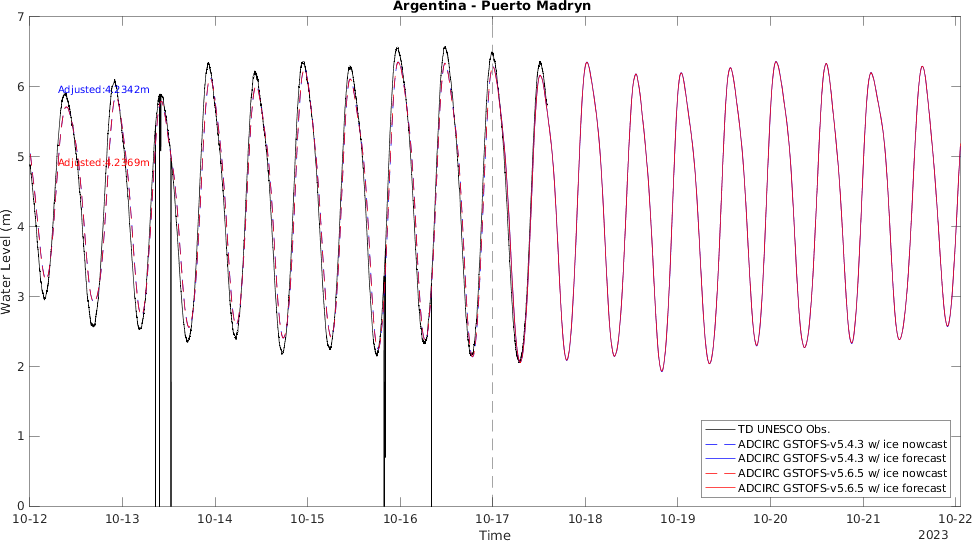 Argentina - Puerto Madryn
7
6
5
4
3
2
1
0
Water Level (m)
Adjusted:4.2342m
Adjusted:4.2369m
TD UNESCO Obs.
ADCIRC GSTOFS-v5.4.3 w/ ice nowcast
ADCIRC GSTOFS-v5.4.3 w/ ice forecast
ADCIRC GSTOFS-v5.6.5 w/ ice nowcast
ADCIRC GSTOFS-v5.6.5 w/ ice forecast
10-12 10-13 10-14 10-15 10-16 10-17 10-18 10-19 10-20 10-21 10-22
Time
2023